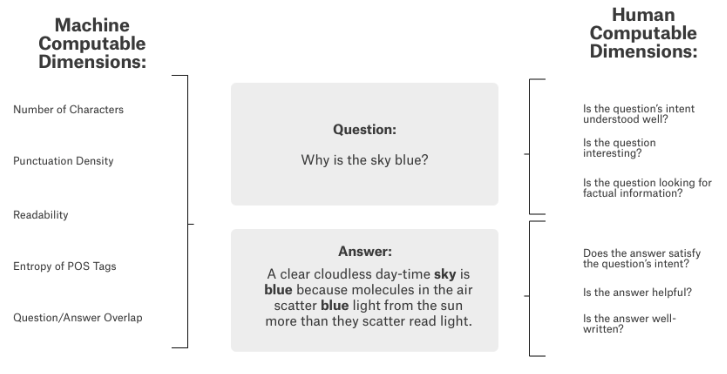 Machine
Computable
Dimensions:
Number of Characters
Punctuation Density
Readability
Entropy of POS Tags
Question/Answer Overlap
Question:
Why is the sky blue?
Answer:
A clear cloudless day-time sky is
blue because molecules in the air
scatter blue light from the sun
more than they scatter read light.
Human
Computable
Dimensions:
Is the question's intent
understood well?
Is the question
interesting?
Is the question looking for
factual information?
Does the answer satisfy
the question's intent?
Is the answer helpful?
Is the answer well-
written?